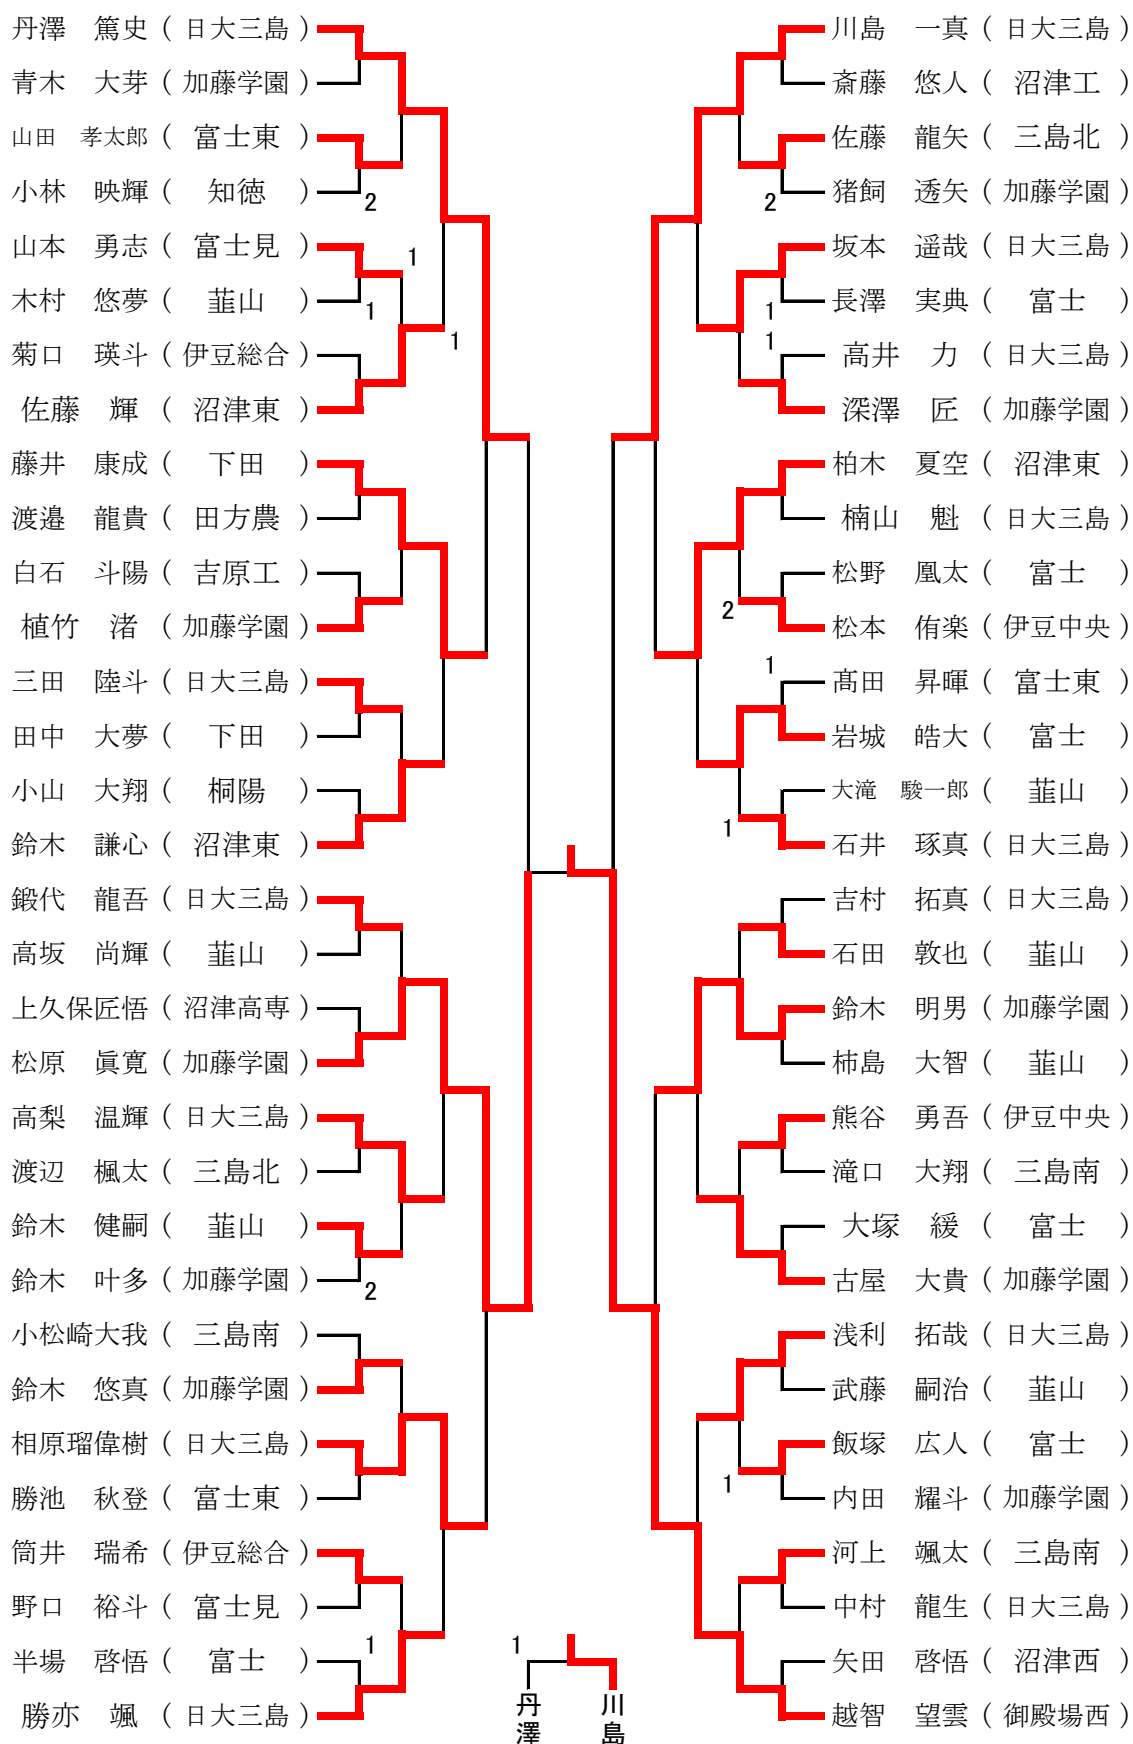 丹澤　篤史（日大三島）
青木　大芽（加藤学園）
山田　孝太郎（富士東）
小林　映輝（知徳）
2
山本　勇志（富士見）
1
木村　悠夢（韮山）
1
菊口　瑛斗（伊豆総合）
1
佐藤　輝（沼津東）
藤井　康成（下田）
渡邉　龍貴（田方農）
白石　斗陽（吉原工）
植竹　渚（加藤学園）
三田　陸斗（日大三島）
田中　大夢（下田）
小山　大翔（桐陽）
鈴木　謙心（沼津東）
鍛代　龍吾（日大三島）
高坂　尚輝（韮山）
上久保匠悟（沼津高専）
松原　眞寛（加藤学園）
高梨　温輝（日大三島）
渡辺　楓太（三島北）
鈴木　健嗣（韮山）
鈴木　叶多（加藤学園）
2
小松崎大我（三島南）
鈴木　悠真（加藤学園）
相原瑠偉樹（日大三島）
勝池　秋登（富士東）
筒井　瑞希（伊豆総合）
野口　裕斗（富士見）
1
半場　啓悟（富士）
勝亦　颯（日大三島）
川島　一真（日大三島）
斎藤　悠人（沼津工）
佐藤　龍矢（三島北）
猪飼　透矢（加藤学園）
2
坂本　遥哉（日大三島）
長澤　実典（富士）
1
1
高井　力（日大三島）
深澤　匠（加藤学園）
柏木　夏空（沼津東）
楠山　魁（日大三島）
松野　凰太（富士）
2
松本　侑楽（伊豆中央）
1
髙田　昇暉（富士東）
岩城　皓大（富士）
大滝　駿一郎（韮山）
1
石井　琢真（日大三島）
吉村　拓真（日大三島）
石田　敦也（韮山）
鈴木　明男（加藤学園）
柿島　大智（韮山）
熊谷　勇吾（伊豆中央）
滝口　大翔（三島南）
大塚　緩（富士）
古屋　大貴（加藤学園）
浅利　拓哉（日大三島）
武藤　嗣治（韮山）
飯塚　広人（富士）
1
内田　耀斗（加藤学園）
河上　颯太（三島南）
中村　龍生（日大三島）
矢田　啓悟（沼津西）
越智　望雲（御殿場西）
1
丹澤
川島